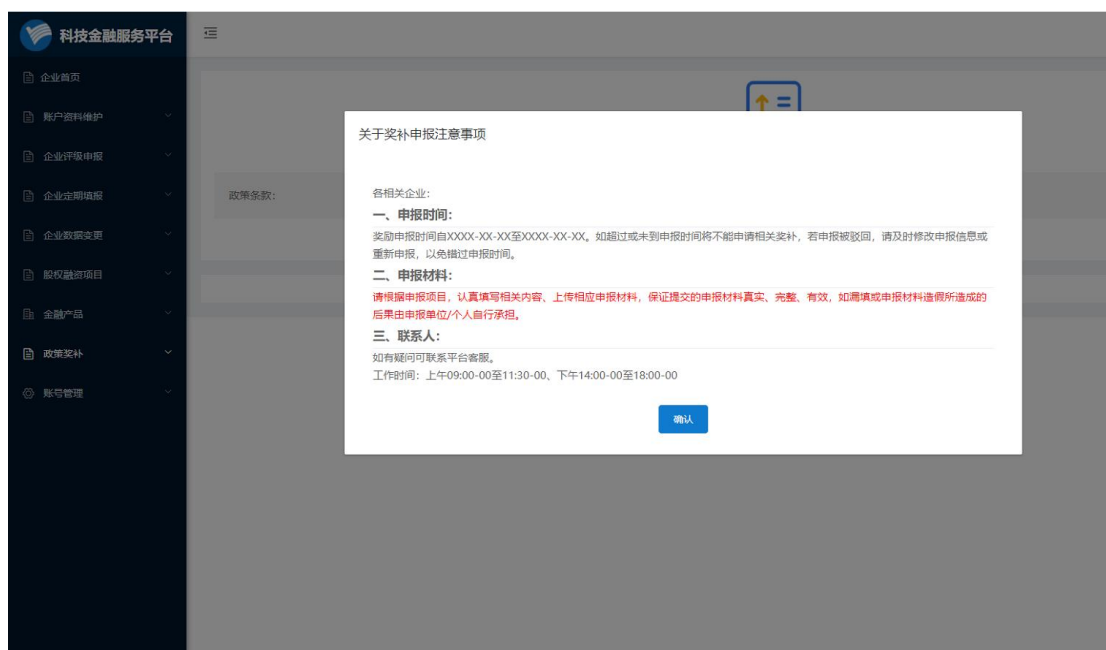 科技金融服务平台
企业首页
账户资料维护
企业评级申报
企业定期填报
企业数据变更
股权融资项目
金融产品
政策奖补
账号管理
政策条款：
关于奖补申报注意事项
各相关企业：
一、申报时间：
奖励申报时间自XXXX-XX-XX至XXXX-XX-XX。如超过或未到申报时间将不能申请相关奖补，若申报被驳回，请及时修改申报信息或
重新申报，以免错过申报时间。
二、申报材料：
请根据申报项目，认真填写相关内容、上传相应申报材料，保证提交的申报材料真实、完整、有效，如漏填或申报材料造假所造成的
后果由申报单位/个人自行承担。
三、联系人：
如有疑问可联系平台客服。
工作时间：上午09:00-00至11:30-00、下午14:00-00至18:00-00
确认